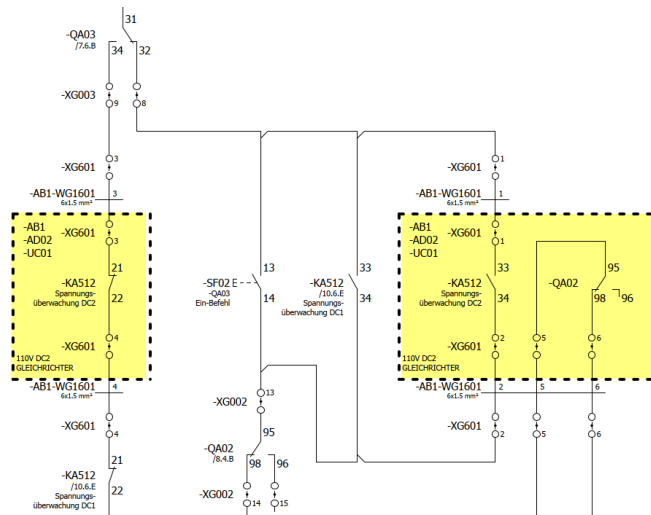 31
-QA03
/7.6.B
34
32
-XG003
9
8
-XG601
3
-XG601
1
-AB1-WG1601
6x1.5 mm²
3
-AB1-WG1601
6x1.5 mm²
1
-AB1
-AD02
-UC01
-XG601
3
-AB1
-AD02
-UC01
-XG601
1
21
-KA512
Spannungs-
überwachung DC2
22
13
-SF02 E
-QA03
Ein-Befehl
14
33
-KA512
/10.6.E
Spannungs-
überwachung DC1
34
33
-KA512
Spannungs-
überwachung DC2
34
95
-QA02
98
96
-XG601
4
-XG601
2
5
6
110V DC2
GLEICHRICHTER
110V DC2
GLEICHRICHTER
-AB1-WG1601
6x1.5 mm²
4
-AB1-WG1601
6x1.5 mm²
2
5
6
-XG002
13
-XG601
4
-XG601
2
5
6
95
-QA02
/8.4.B
98
96
21
-KA512
/10.6.E
Spannungs-
überwachung DC1
22
-XG002
14
15